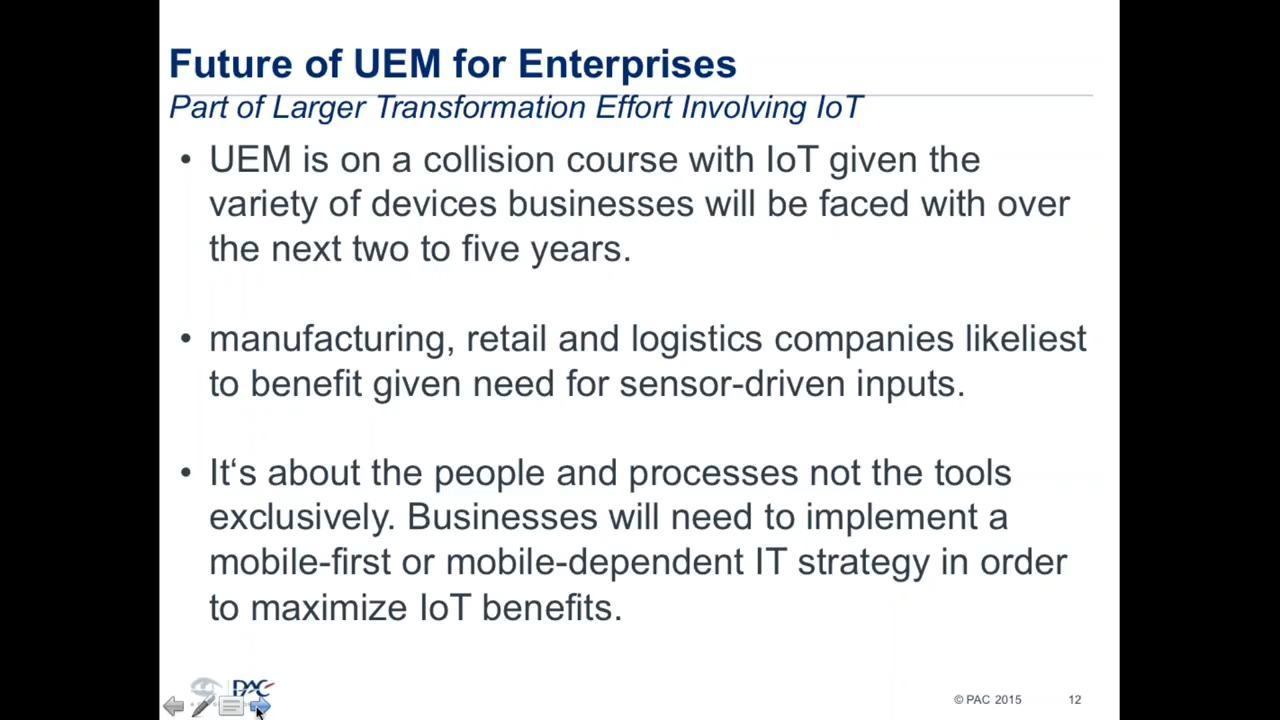 Future of UEM for Enterprises
Part of Larger Transformation Effort Involving IoT
• UEM is on a collision course with IoT given the
variety of devices businesses will be faced with over
the next two to five years.
• manufacturing, retail and logistics companies likeliest
to benefit given need for sensor-driven inputs.
• It‘s about the people and processes not the tools
exclusively. Businesses will need to implement a
mobile-first or mobile-dependent IT strategy in order
to maximize IoT benefits.
PAC
© PAC 2015 12